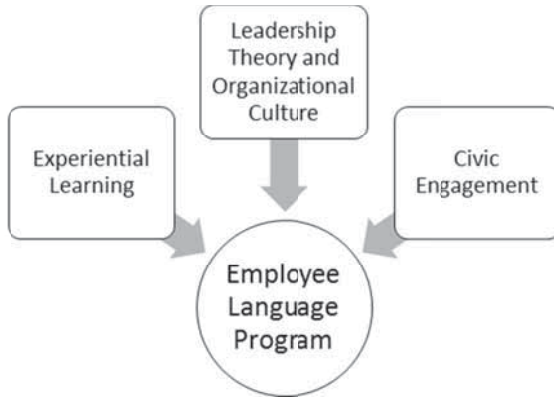 Leadership
Theory and
Organizational
Culture
Experiential
Learning
Civic
Engagement
Employee
Language
Program